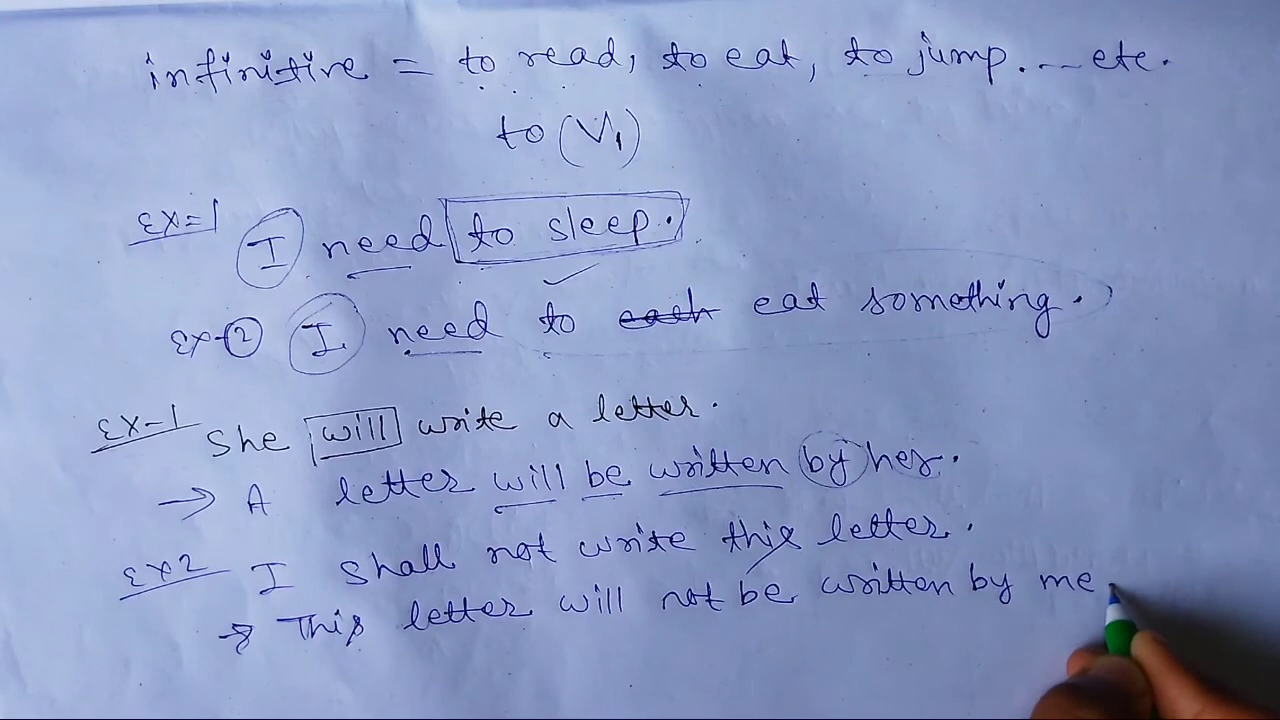 infinitive = to read, to eat, to jump.... etc.
to (V1)
Ex=1 I need to sleep.
Ex-2 I need to each eat something.
Ex-1 She will write a letter.
→ A letter will be written by her.
Ex2 I shall not write this letter.
→ This letter will not be written by me